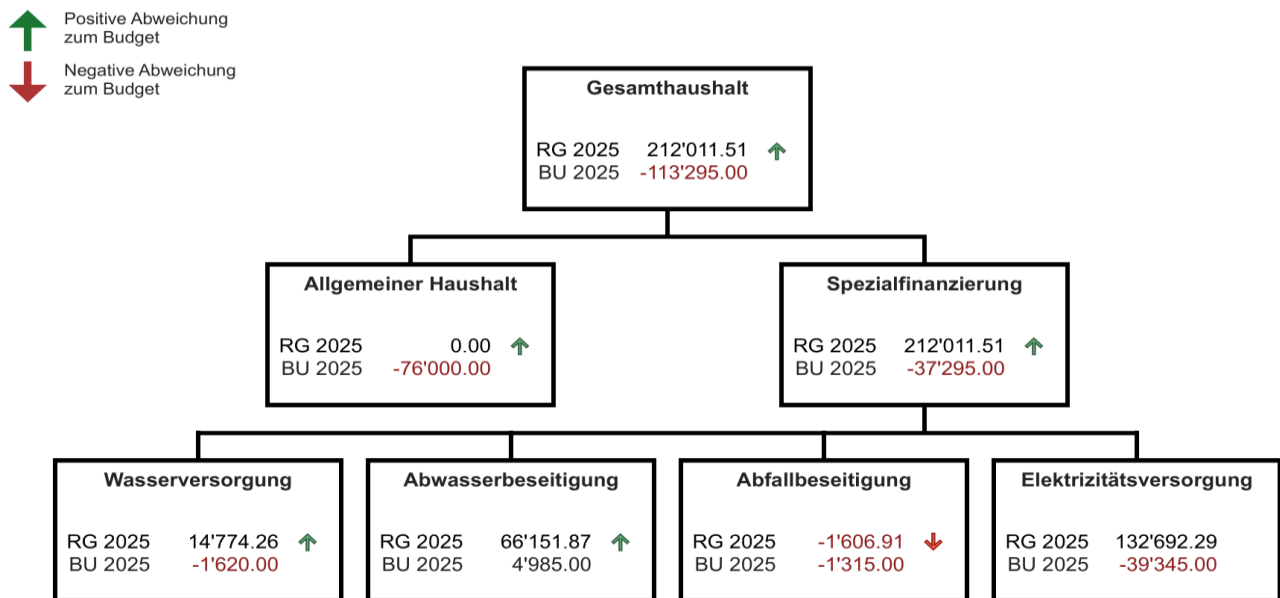 Positive Abweichung
zum Budget
Negative Abweichung
zum Budget
Gesamthaushalt
RG 2025 212'011.51
BU 2025 -113'295.00
Allgemeiner Haushalt
RG 2025 0.00
BU 2025 -76'000.00
Spezialfinanzierung
RG 2025 212'011.51
BU 2025 -37'295.00
Wasserversorgung
RG 2025 14'774.26
BU 2025 -1'620.00
Abwasserbeseitigung
RG 2025 66'151.87
BU 2025 4'985.00
Abfallbeseitigung
RG 2025 -1'606.91
BU 2025 -1'315.00
Elektrizitätsversorgung
RG 2025 132'692.29
BU 2025 -39'345.00